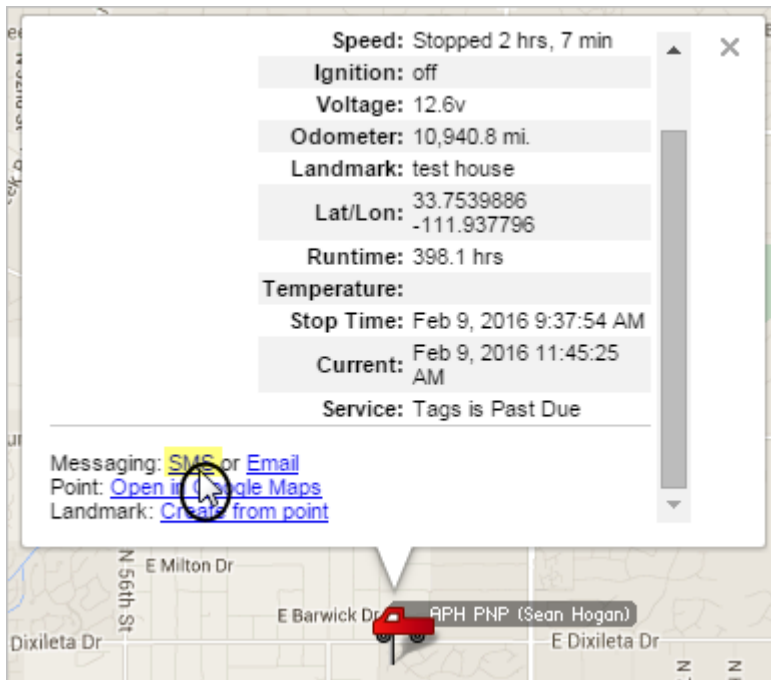 Speed: Stopped 2 hrs, 7 min
Ignition: off
Voltage: 12.6v
Odometer: 10,940.8 mi.
Landmark: test house
Lat/Lon: 33.7539886
-111.937796
Runtime: 398.1 hrs
Temperature:
Stop Time: Feb 9, 2016 9:37:54 AM
Current: Feb 9, 2016 11:45:25
AM
Service: Tags is Past Due
Messaging: SMS or Email
Point: Open in Google Maps
Landmark: Create from point
N 56th St
E Milton Dr
E Barwick Dr
APH PNP (Sean Hogan)
Dixileta Dr
E Dixileta Dr
N
N